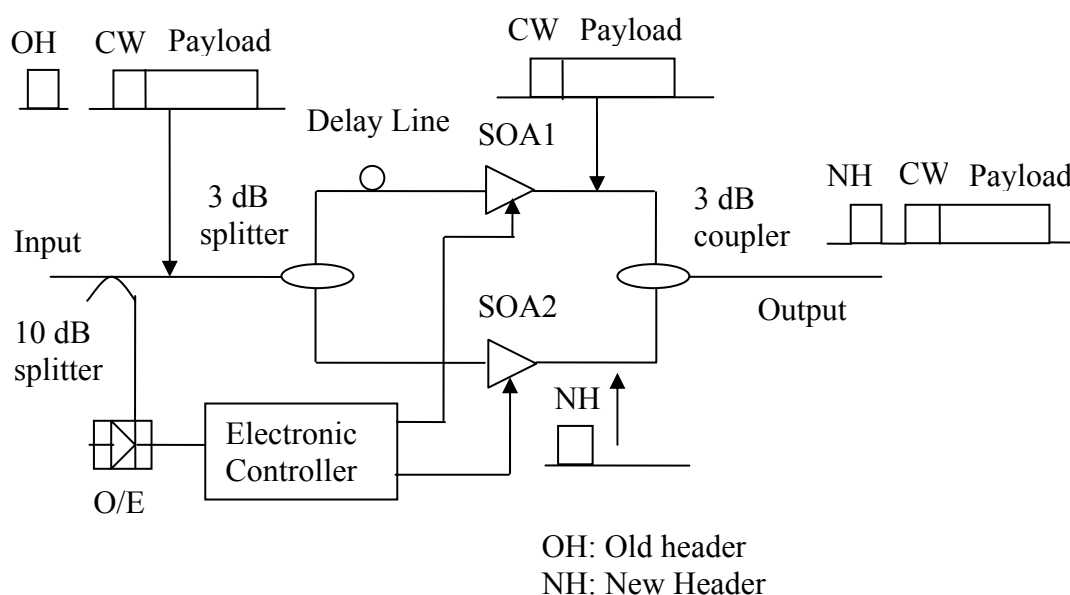 OH
CW
Payload
CW
Payload
Delay Line
SOA1
NH
CW
Payload
3 dB
splitter
3 dB
coupler
Input
Output
SOA2
10 dB
splitter
NH
Electronic
Controller
O/E
OH: Old header
NH: New Header